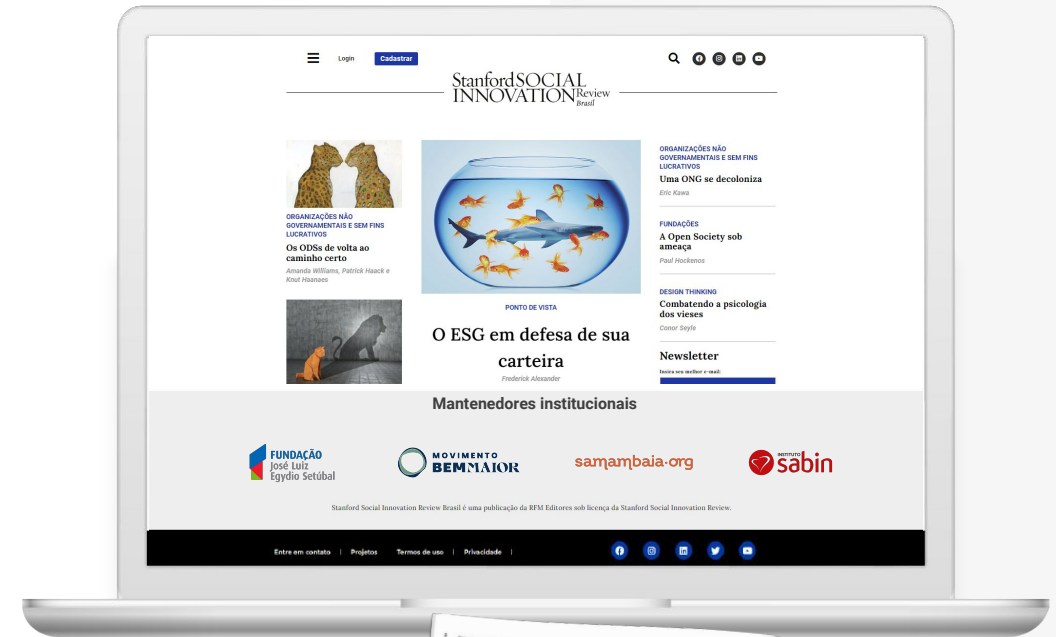 Login
Cadastrar
Stanford SOCIAL
INNOVATION Review
Brasil
ORGANIZAÇÕES NÃO
GOVERNAMENTAIS E SEM FINS
LUCRATIVOS
Os ODSs de volta ao
caminho certo
Amanda Williams, Patrick Haack e
Knut Haanaes
PONTO DE VISTA
O ESG em defesa de sua
carteira
Frederick Alexander
ORGANIZAÇÕES NÃO
GOVERNAMENTAIS E SEM FINS
LUCRATIVOS
Uma ONG se decoloniza
Eric Kawa
FUNDAÇÕES
A Open Society sob
ameaça
Paul Hockenos
DESIGN THINKING
Combatendo a psicologia
dos vieses
Conor Seyle
Newsletter
Insira seu melhor e-mail:
Mantenedores institucionais
FUNDAÇÃO
José Luiz
Egydio Setúbal
MOVIMENTO
BEM MAIOR
samambaia.org
INSTITUTO
sabin
Stanford Social Innovation Review Brasil é uma publicação da RFM Editores sob licença da Stanford Social Innovation Review.
Entre em contato | Projetos Termos de uso | Privacidade |